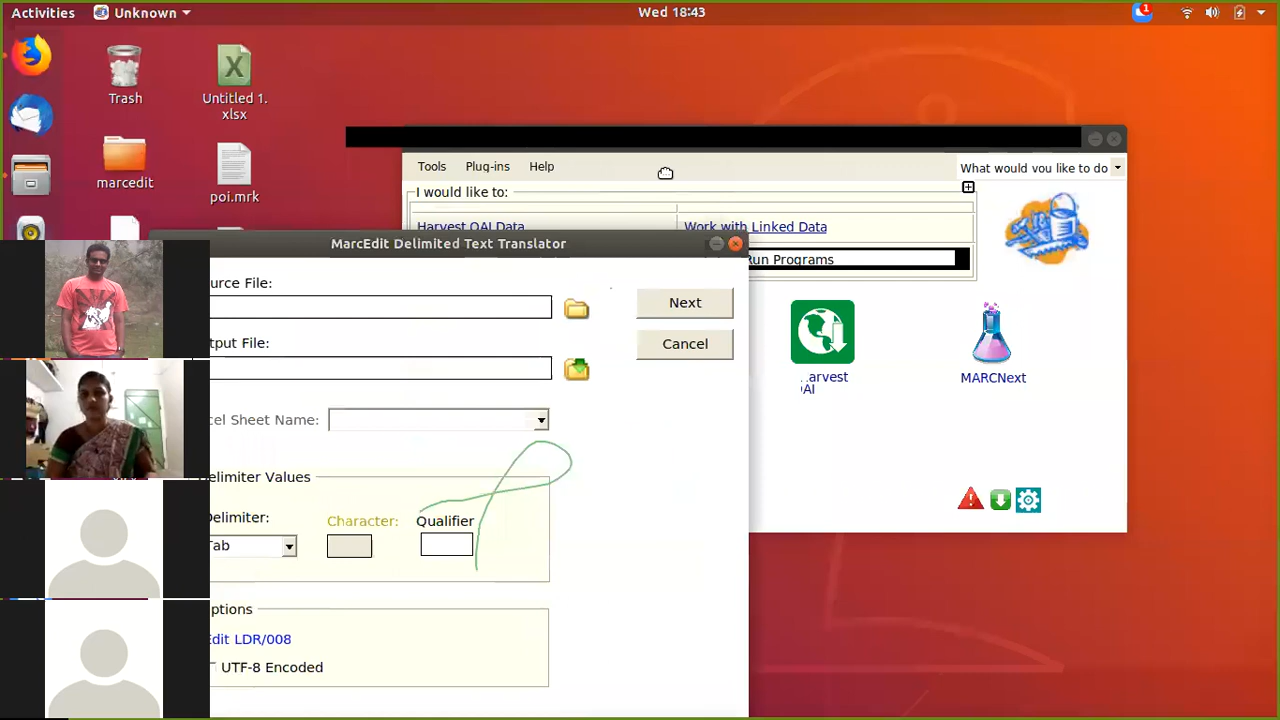 Activities
Unknown
Wed 18:43
1
Trash
Untitled 1.
xlsx
marcedit
poi.mrk
Tools
Plug-ins
Help
What would you like to do
I would like to:
Harvest OAI Data
Work with Linked Data
Run Programs
MARCNext
MarcEdit Delimited Text Translator
urce File:
Next
tput File:
Cancel
cel Sheet Name:
elimiter Values
Delimiter:
Character:
Qualifier
Tab
ptions
Edit LDR/008
UTF-8 Encoded